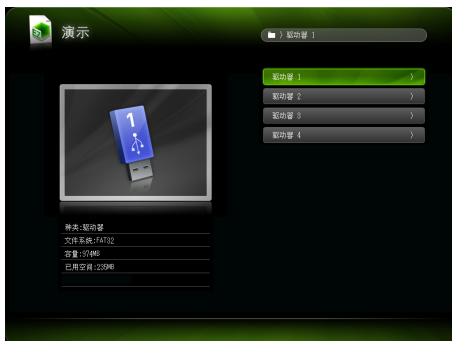 演示
〉驱动器 1
驱动器 1 〉
驱动器 2 〉
驱动器 3 〉
驱动器 4 〉
1
种类:驱动器
文件系统:FAT32
容量:974MB
已用空间:235MB